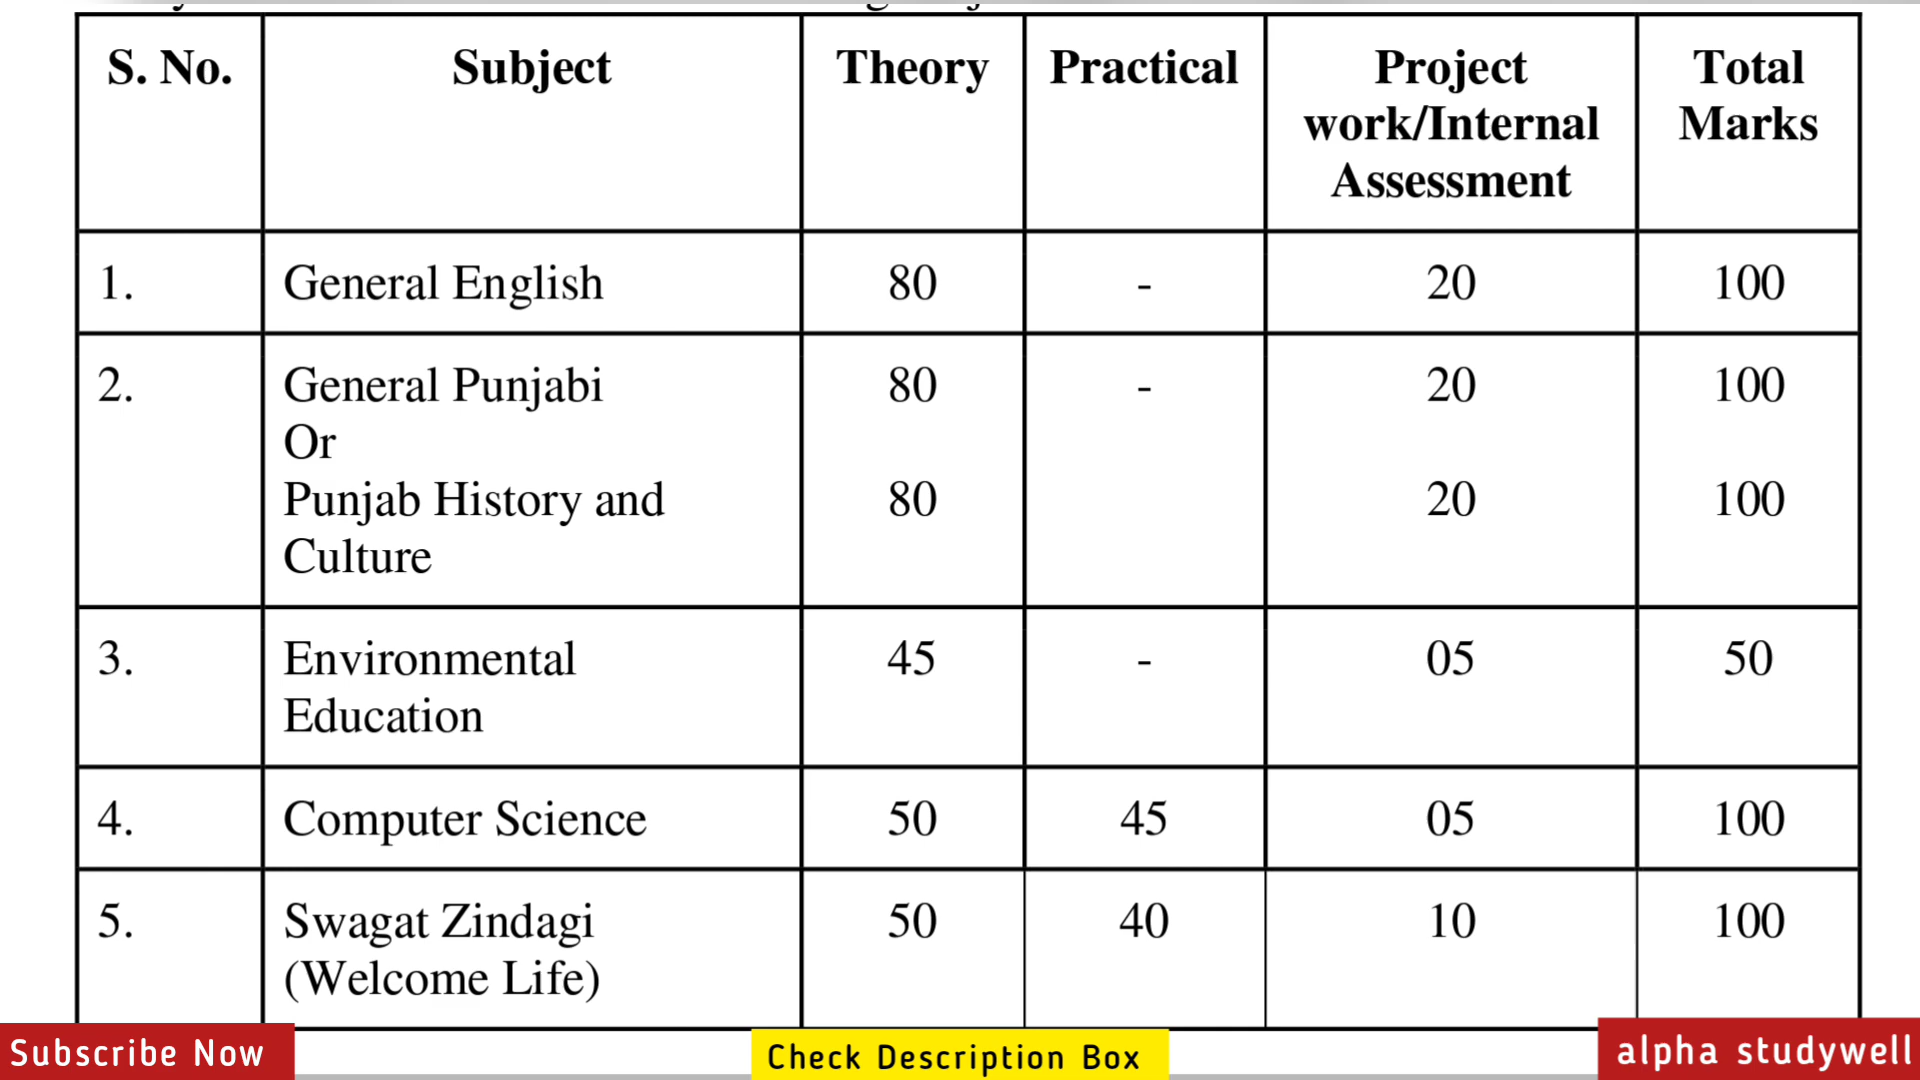 S. No. Subject Theory Practical Project Total
work/Internal Marks
Assessment
1. General English 80 - 20 100
2. General Punjabi 80 - 20 100
Or
Punjab History and 80 20 100
Culture
3. Environmental 45 - 05 50
Education
4. Computer Science 50 45 05 100
5. Swagat Zindagi 50 40 10 100
(Welcome Life)
Subscribe Now Check Description Box alpha studywell